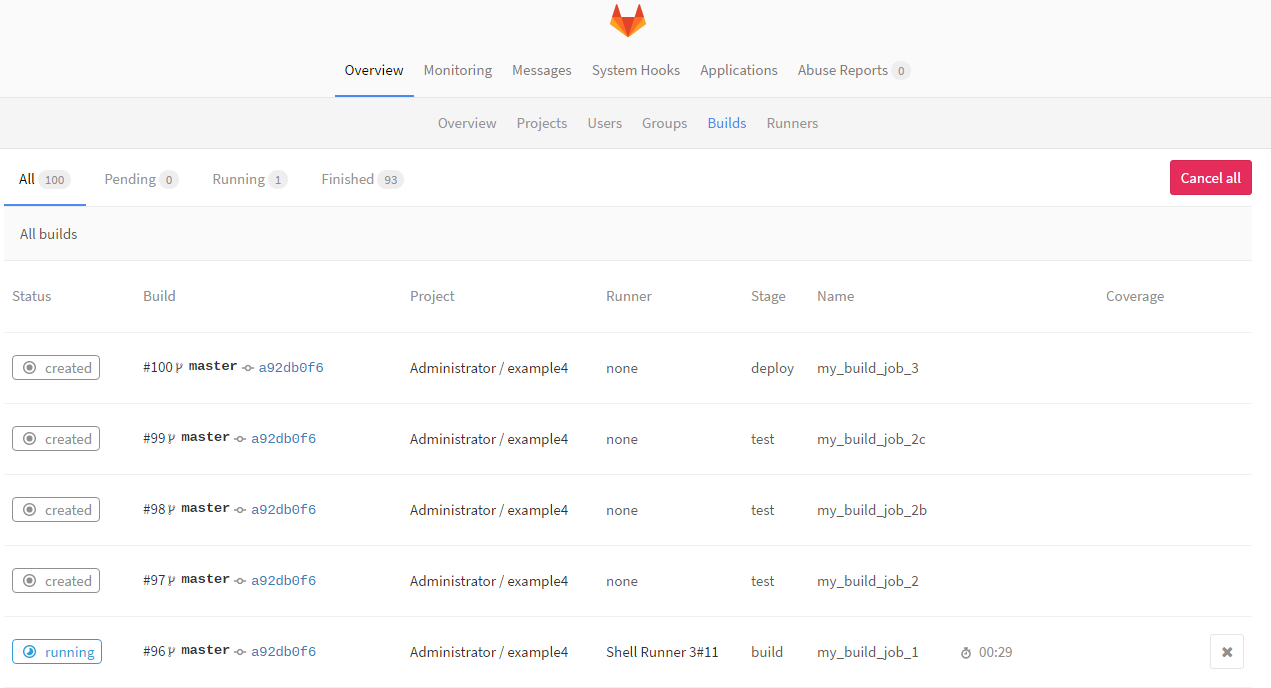 Overview Monitoring Messages System Hooks Applications Abuse Reports 0
Overview Projects Users Groups Builds Runners
All 100 Pending 0 Running 1 Finished 93 Cancel all
All builds
Status Build Project Runner Stage Name Coverage
created #100 master a92db0f6 Administrator / example4 none deploy my_build_job_3
created #99 master a92db0f6 Administrator / example4 none test my_build_job_2c
created #98 master a92db0f6 Administrator / example4 none test my_build_job_2b
created #97 master a92db0f6 Administrator / example4 none test my_build_job_2
running #96 master a92db0f6 Administrator / example4 Shell Runner 3#11 build my_build_job_1 00:29